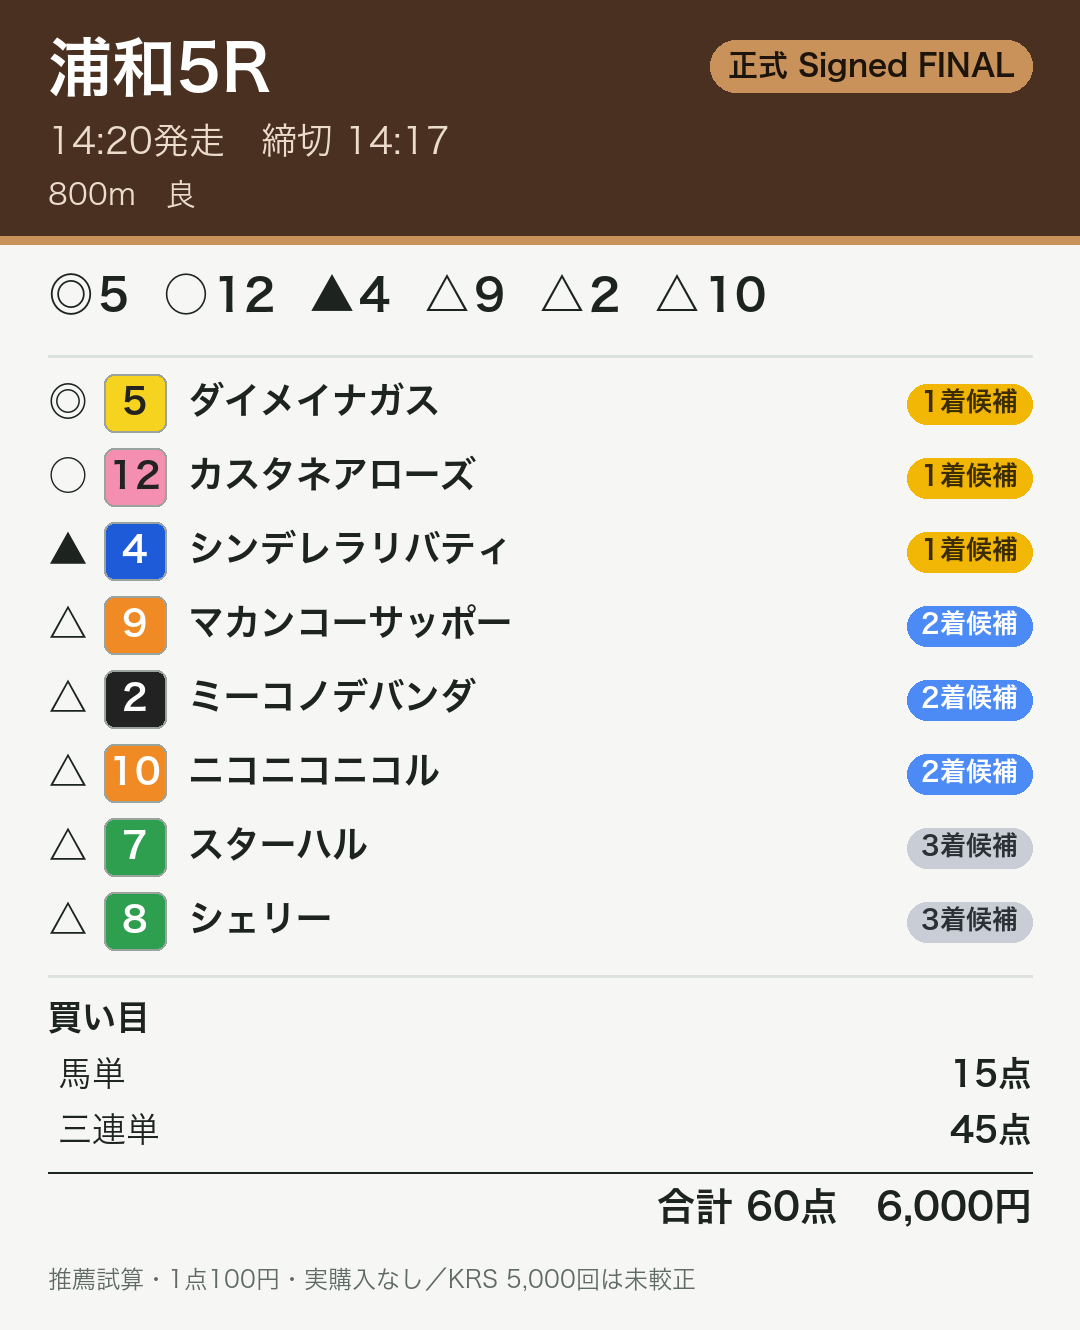 浦和5R
正式 Signed FINAL
14:20発走　締切 14:17
800m　良
◎5 ○12 ▲4 △9 △2 △10
◎ 5 ダイメイナガス 1着候補
○ 12 カスタネアローズ 1着候補
▲ 4 シンデレラリバティ 1着候補
△ 9 マカンコーサッポー 2着候補
△ 2 ミーコノデバンダ 2着候補
△ 10 ニコニコニコル 2着候補
△ 7 スターハル 3着候補
△ 8 シェリー 3着候補
買い目
馬単 15点
三連単 45点
合計 60点　6,000円
推薦試算・1点100円・実購入なし／KRS 5,000回は未較正